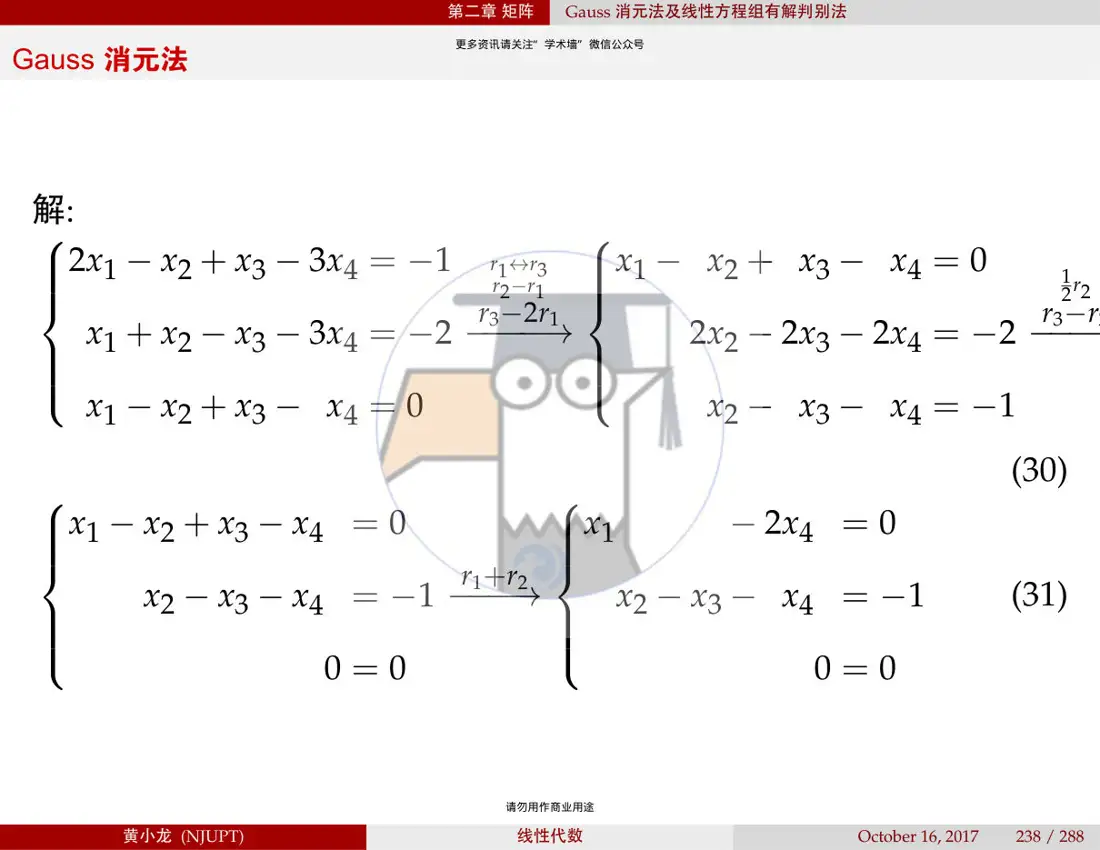 第二章 矩阵 Gauss 消元法及线性方程组有解判别法
更多资讯请关注“学术墙”微信公众号
Gauss 消元法
解:
2x₁ − x₂ + x₃ − 3x₄ = −1
x₁ + x₂ − x₃ − 3x₄ = −2
x₁ − x₂ + x₃ − x₄ = 0
r₁↔r₃
r₂−r₁
r₃−2r₁
x₁ − x₂ + x₃ − x₄ = 0
2x₂ − 2x₃ − 2x₄ = −2
x₂ − x₃ − x₄ = −1
½r₂
r₃−r
(30)
x₁ − x₂ + x₃ − x₄ = 0
x₂ − x₃ − x₄ = −1
0 = 0
r₁+r₂
x₁ − 2x₄ = 0
x₂ − x₃ − x₄ = −1
0 = 0
(31)
请勿用作商业用途
黄小龙 (NJUPT) 线性代数 October 16, 2017 238 / 288